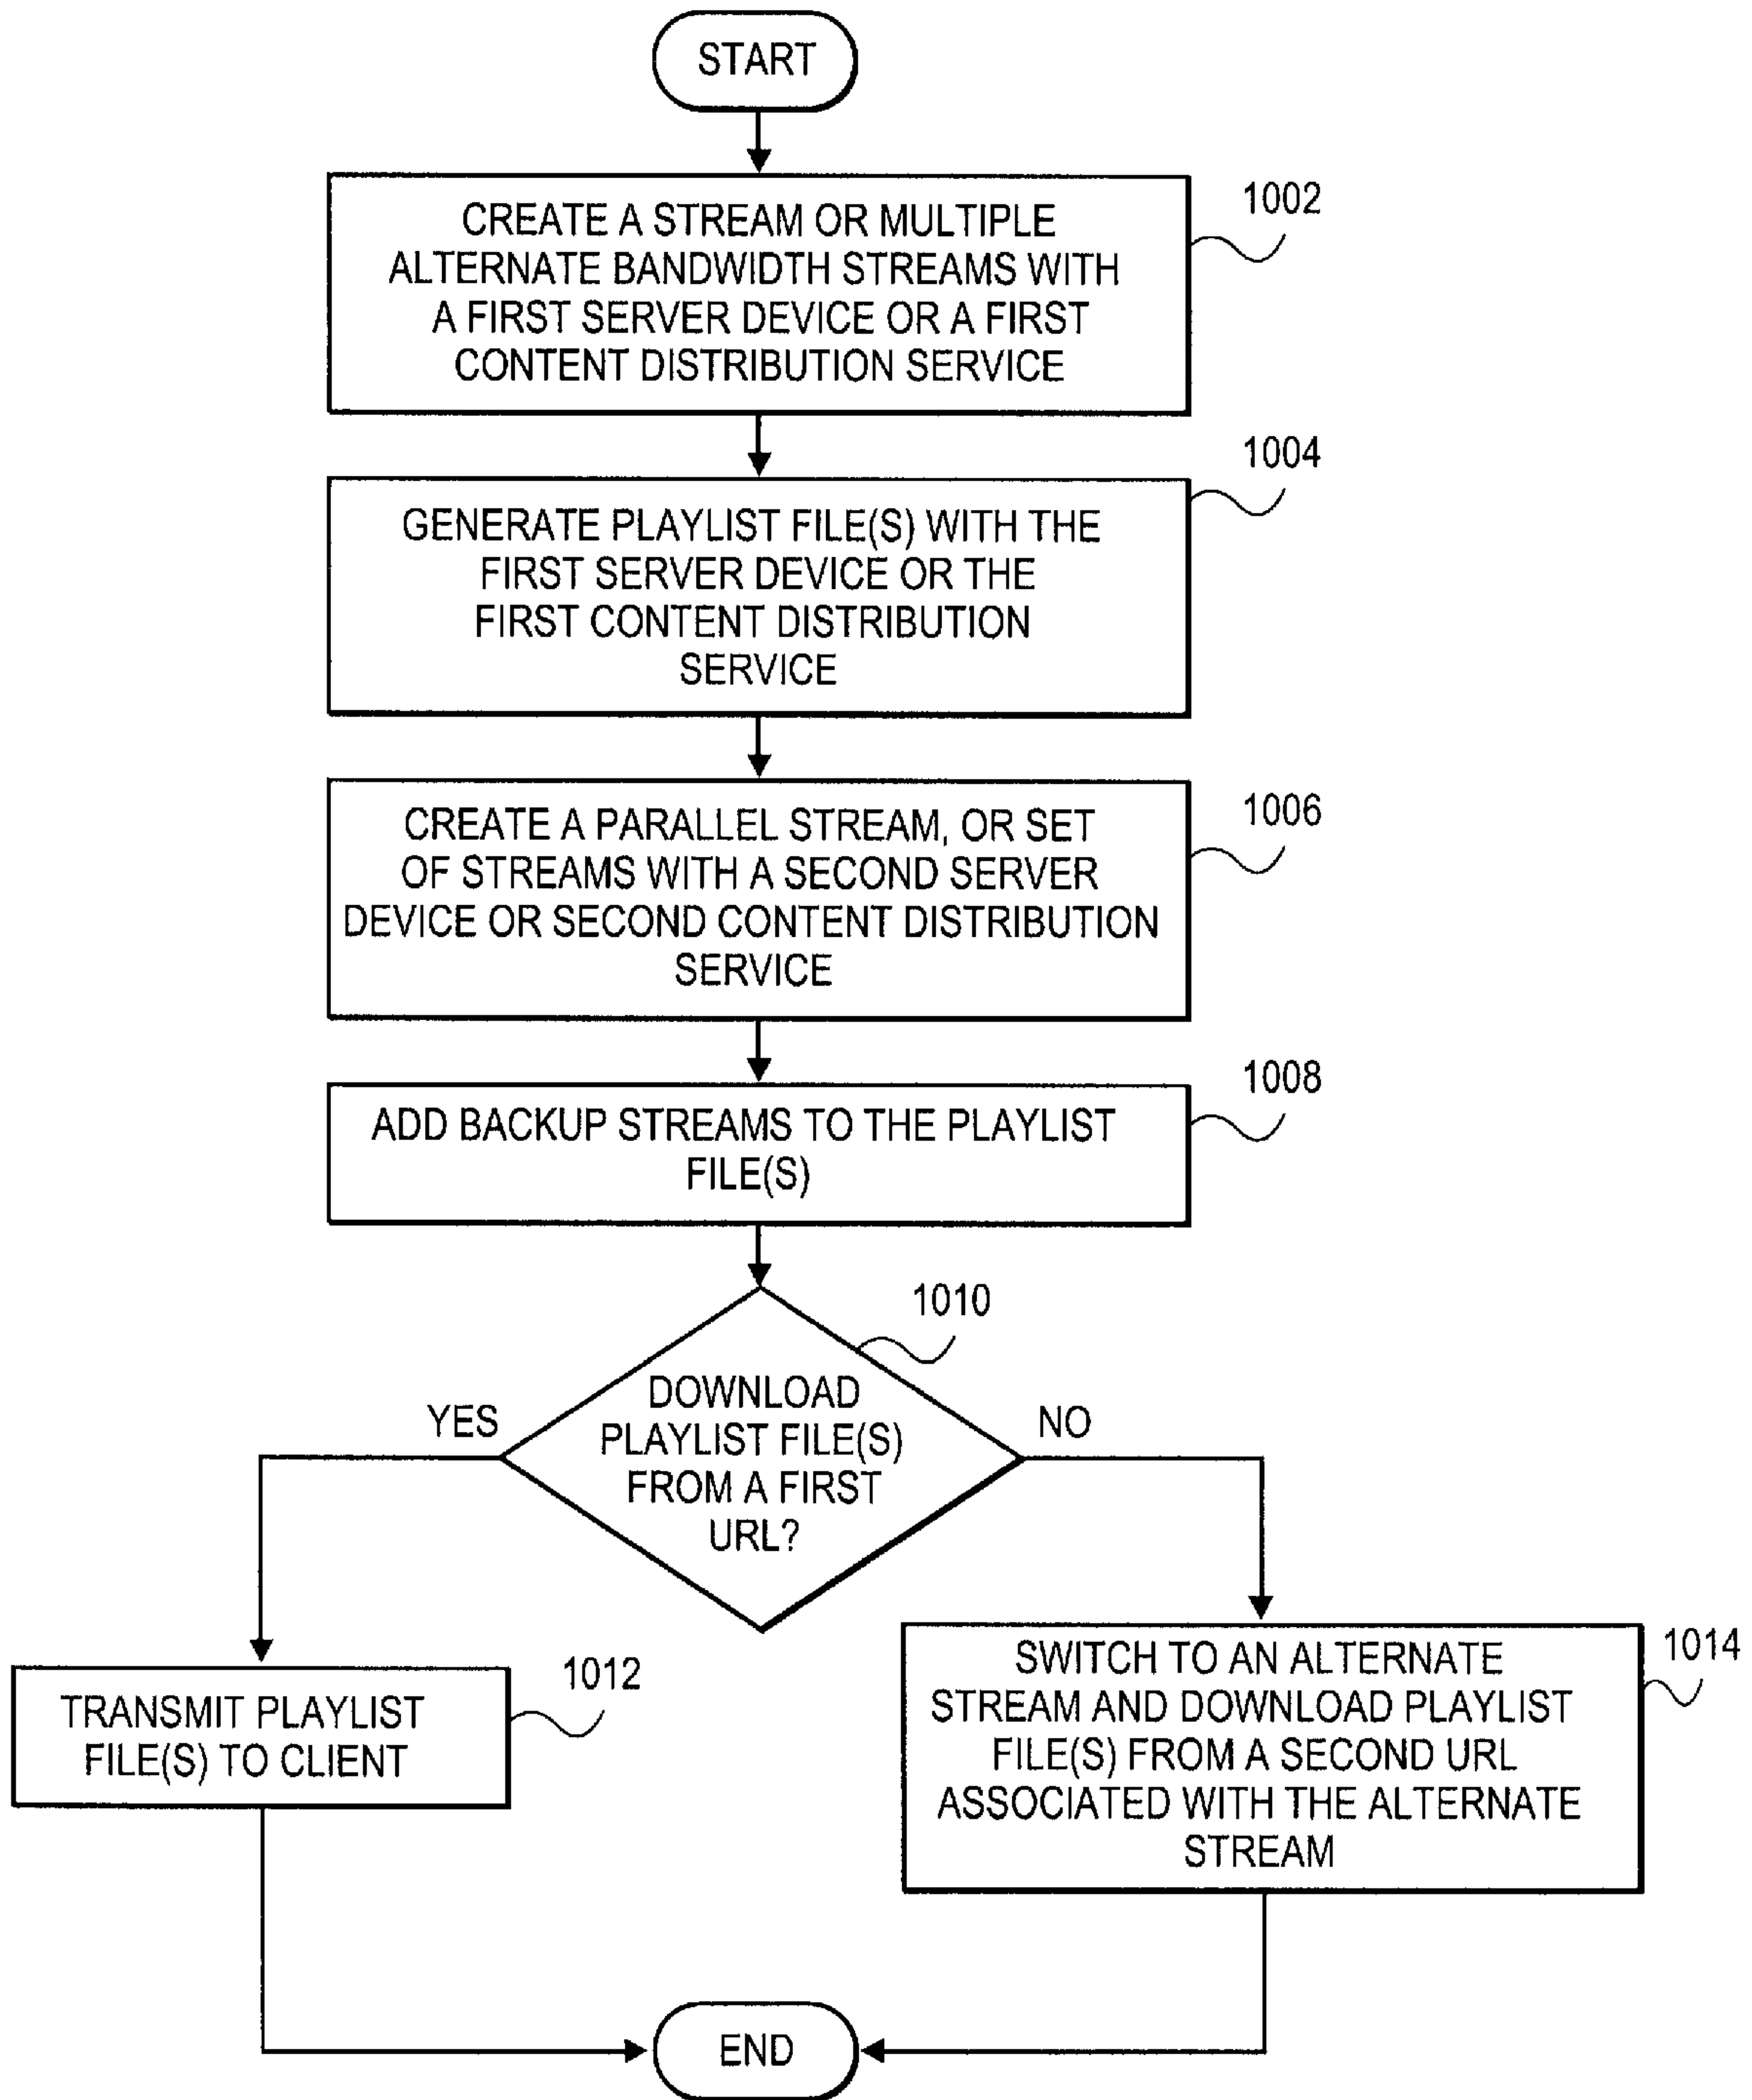 START
CREATE A STREAM OR MULTIPLE
ALTERNATE BANDWIDTH STREAMS WITH
A FIRST SERVER DEVICE OR A FIRST
CONTENT DISTRIBUTION SERVICE
1002
GENERATE PLAYLIST FILE(S) WITH THE
FIRST SERVER DEVICE OR THE
FIRST CONTENT DISTRIBUTION
SERVICE
1004
CREATE A PARALLEL STREAM, OR SET
OF STREAMS WITH A SECOND SERVER
DEVICE OR SECOND CONTENT DISTRIBUTION
SERVICE
1006
ADD BACKUP STREAMS TO THE PLAYLIST
FILE(S)
1008
DOWNLOAD
PLAYLIST FILE(S)
FROM A FIRST
URL?
1010
YES
NO
TRANSMIT PLAYLIST
FILE(S) TO CLIENT
1012
SWITCH TO AN ALTERNATE
STREAM AND DOWNLOAD PLAYLIST
FILE(S) FROM A SECOND URL
ASSOCIATED WITH THE ALTERNATE
STREAM
1014
END